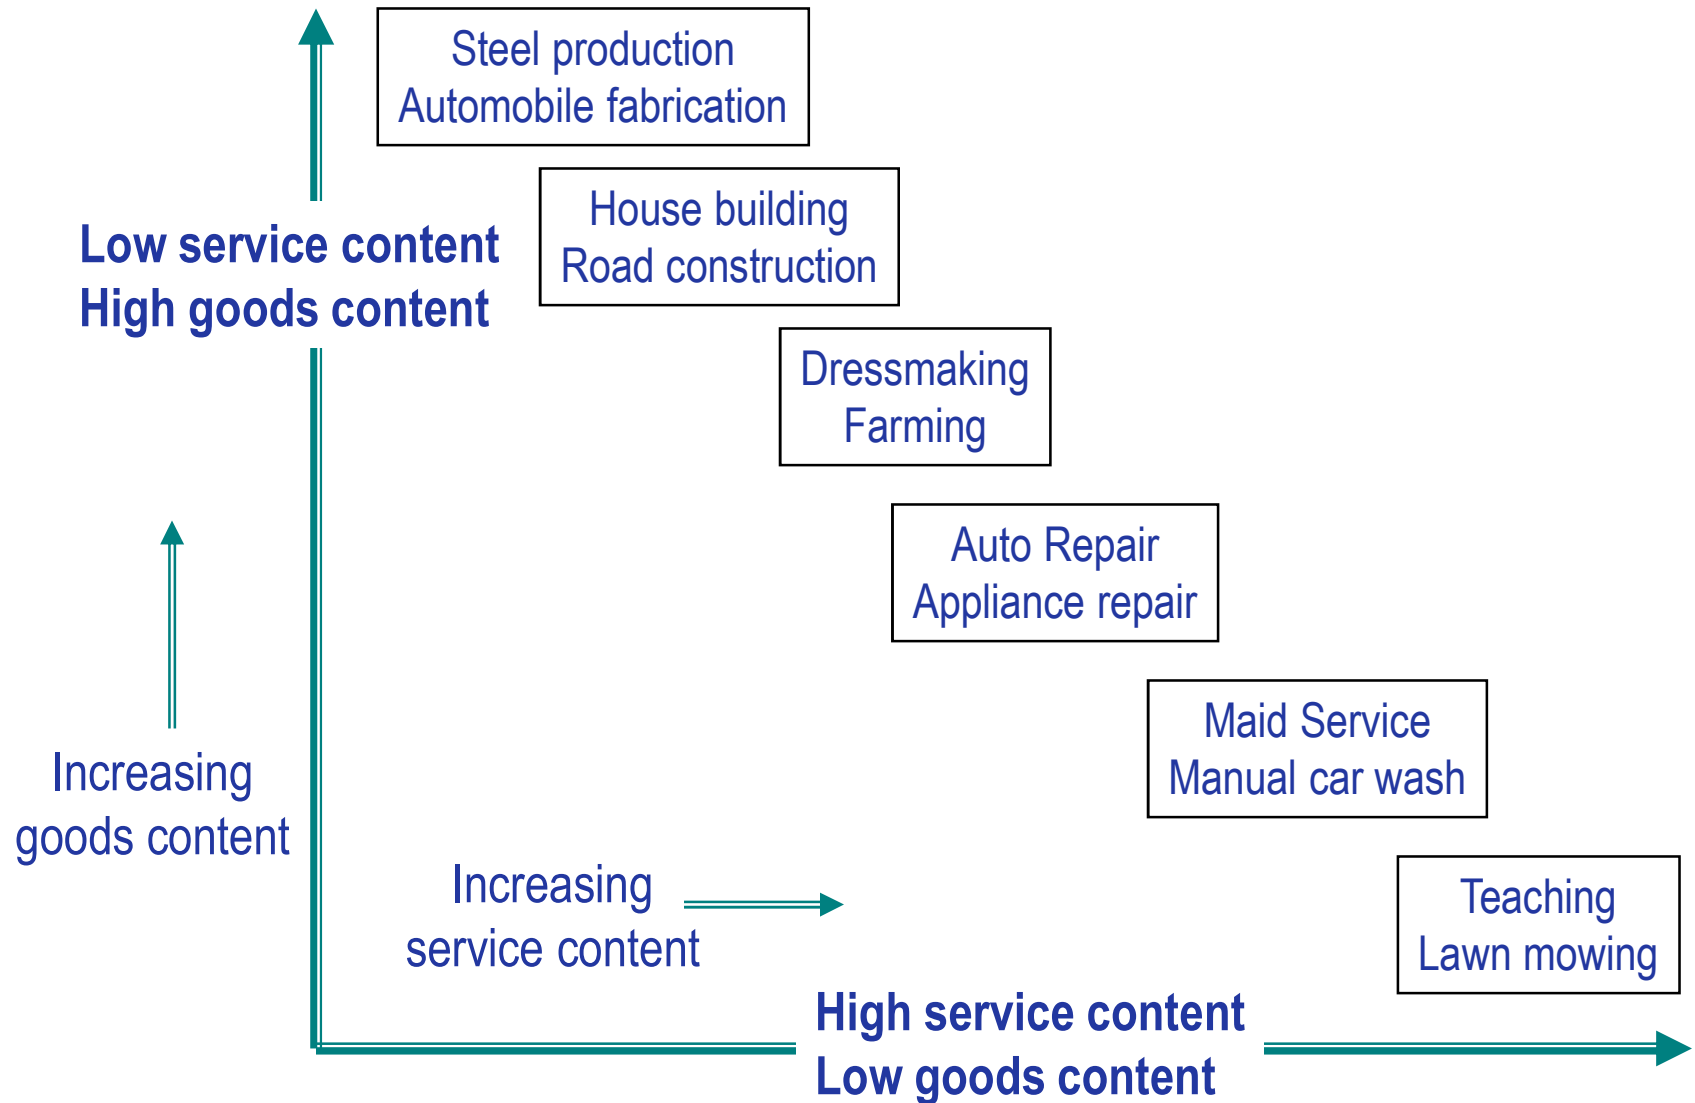 Steel production
Automobile fabrication
House building
Road construction
Low service content
High goods content
Dressmaking
Farming
Auto Repair
Appliance repair
Maid Service
Manual car wash
Increasing
goods content
Increasing
service content
Teaching
Lawn mowing
High service content
Low goods content